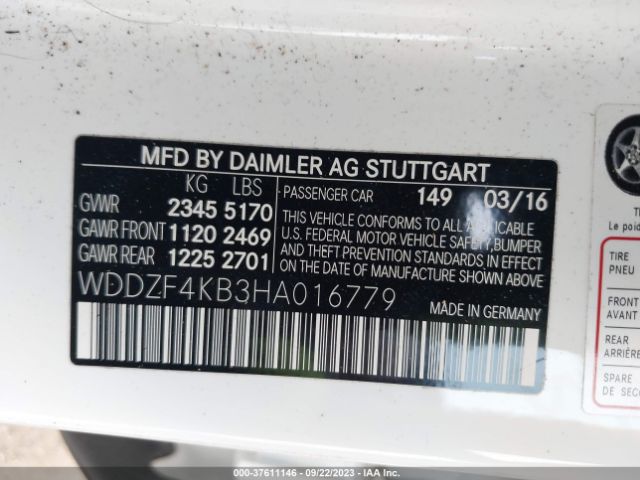 MFD BY DAIMLER AG STUTTGART
KG LBS
GVWR 2345 5170
GAWR FRONT 1120 2469
GAWR REAR 1225 2701
PASSENGER CAR 149 03/16
THIS VEHICLE CONFORMS TO ALL APPLICABLE
U.S. FEDERAL MOTOR VEHICLE SAFETY, BUMPER
AND THEFT PREVENTION STANDARDS IN EFFECT
ON THE DATE OF MANUFACTURE SHOWN ABOVE
WDDZF4KB3HA016779
MADE IN GERMANY
Le poid
TIRE
PNEU
FRONT
AVANT
REAR
ARRIÈRE
SPARE
DE
000-37611146 - 09/22/2023 - IAA Inc.